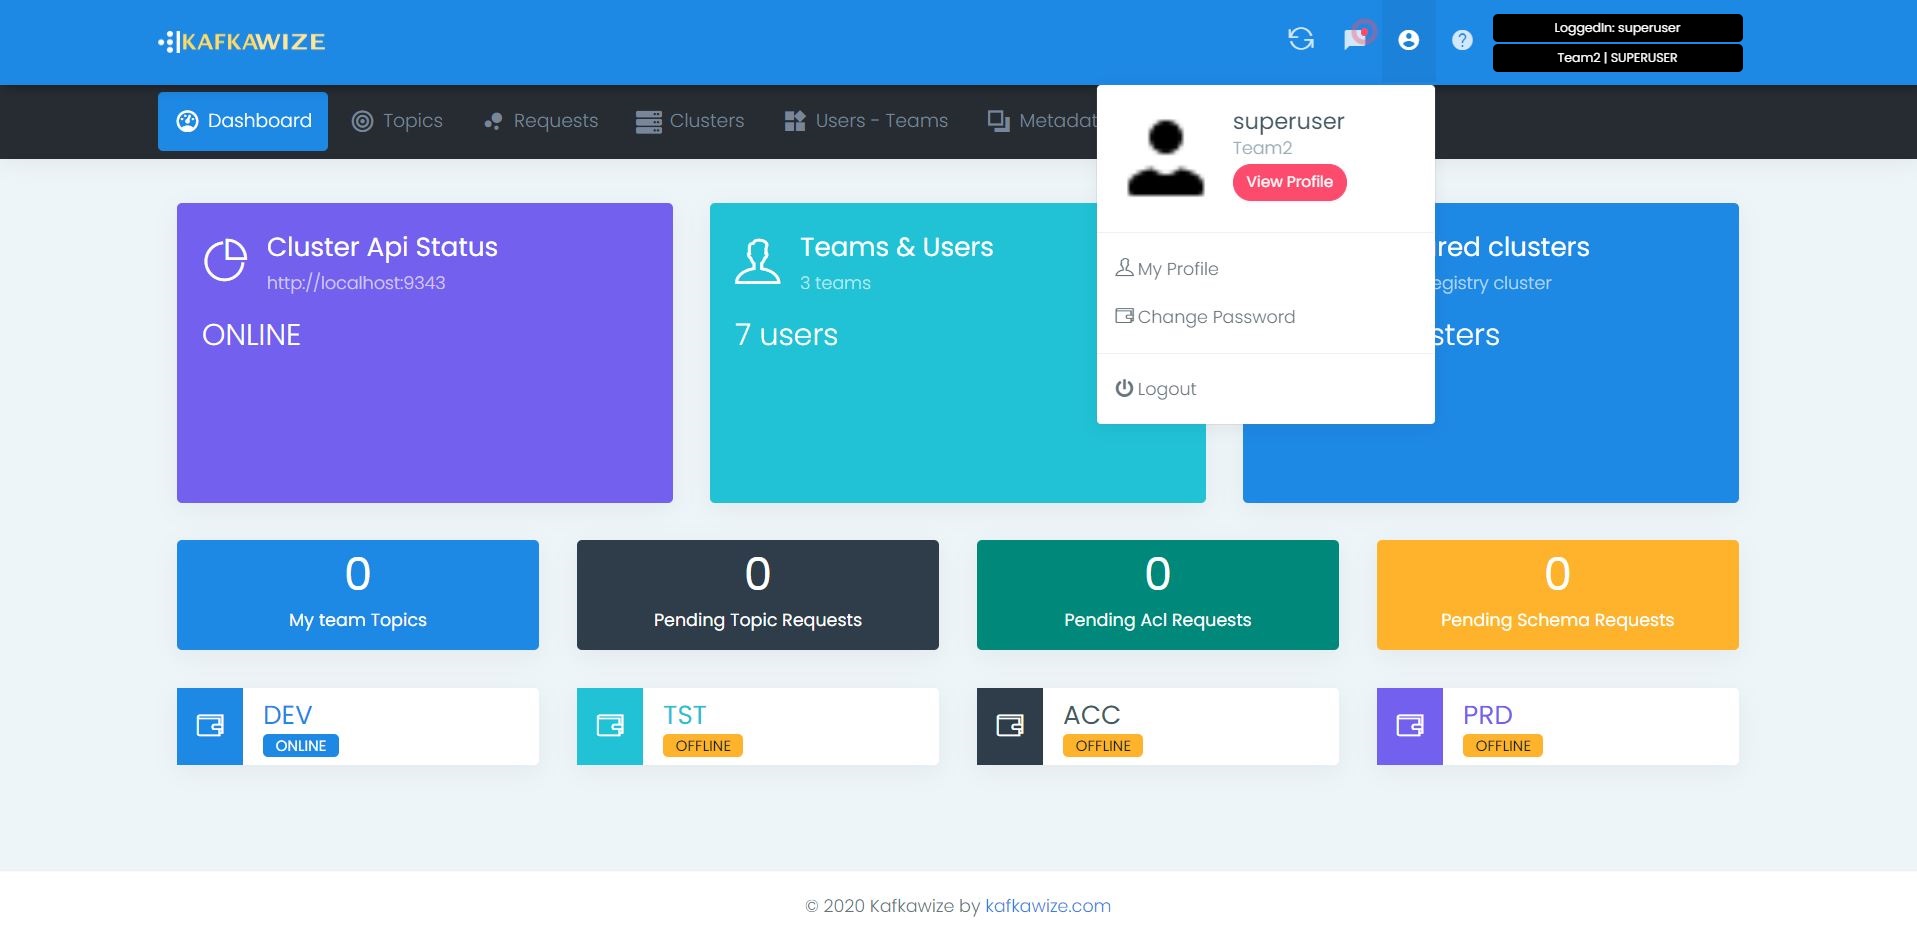 KAFKAWIZE
LoggedIn: superuser
Team2 | SUPERUSER
Dashboard
Topics
Requests
Clusters
Users - Teams
Metadat
superuser
Team2
View Profile
My Profile
Change Password
Logout
Cluster Api Status
http://localhost:9343
ONLINE
Teams & Users
3 teams
7 users
red clusters
egistry cluster
sters
0
My team Topics
0
Pending Topic Requests
0
Pending Acl Requests
0
Pending Schema Requests
DEV
ONLINE
TST
OFFLINE
ACC
OFFLINE
PRD
OFFLINE
© 2020 Kafkawize by kafkawize.com